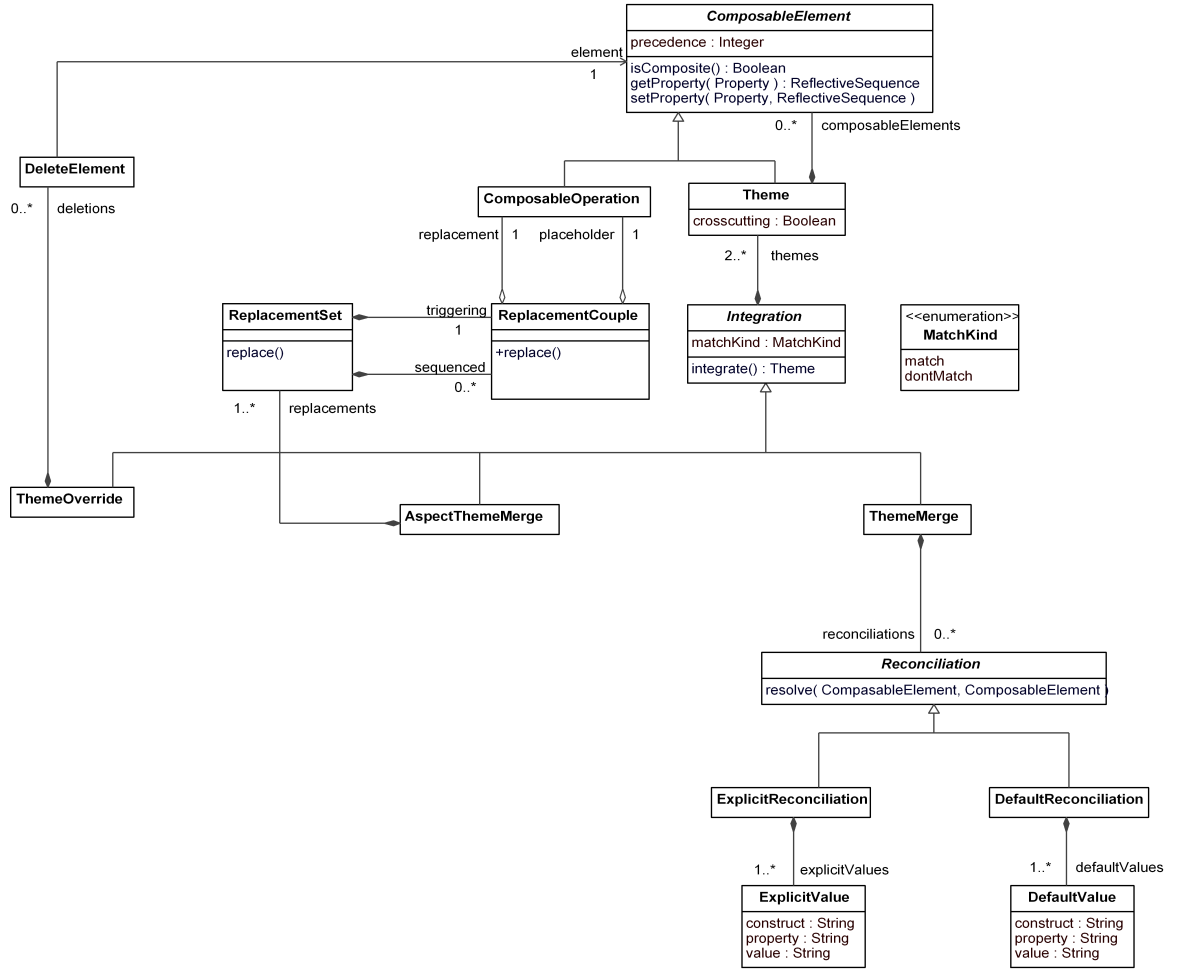 ComposableElement
precedence : Integer
element
1
isComposite() : Boolean
getProperty( Property ) : ReflectiveSequence
setProperty( Property, ReflectiveSequence )
0..* composableElements
DeleteElement
0..* deletions
ComposableOperation
Theme
crosscutting : Boolean
replacement 1 placeholder 1
2..* themes
ReplacementSet
replace()
triggering
1
sequenced
0..*
ReplacementCouple
+replace()
Integration
matchKind : MatchKind
integrate() : Theme
<<enumeration>>
MatchKind
match
dontMatch
1..* replacements
ThemeOverride
AspectThemeMerge
ThemeMerge
reconciliations 0..*
Reconciliation
resolve( CompasableElement, ComposableElement )
ExplicitReconciliation
DefaultReconciliation
1..* explicitValues
1..* defaultValues
ExplicitValue
construct : String
property : String
value : String
DefaultValue
construct : String
property : String
value : String